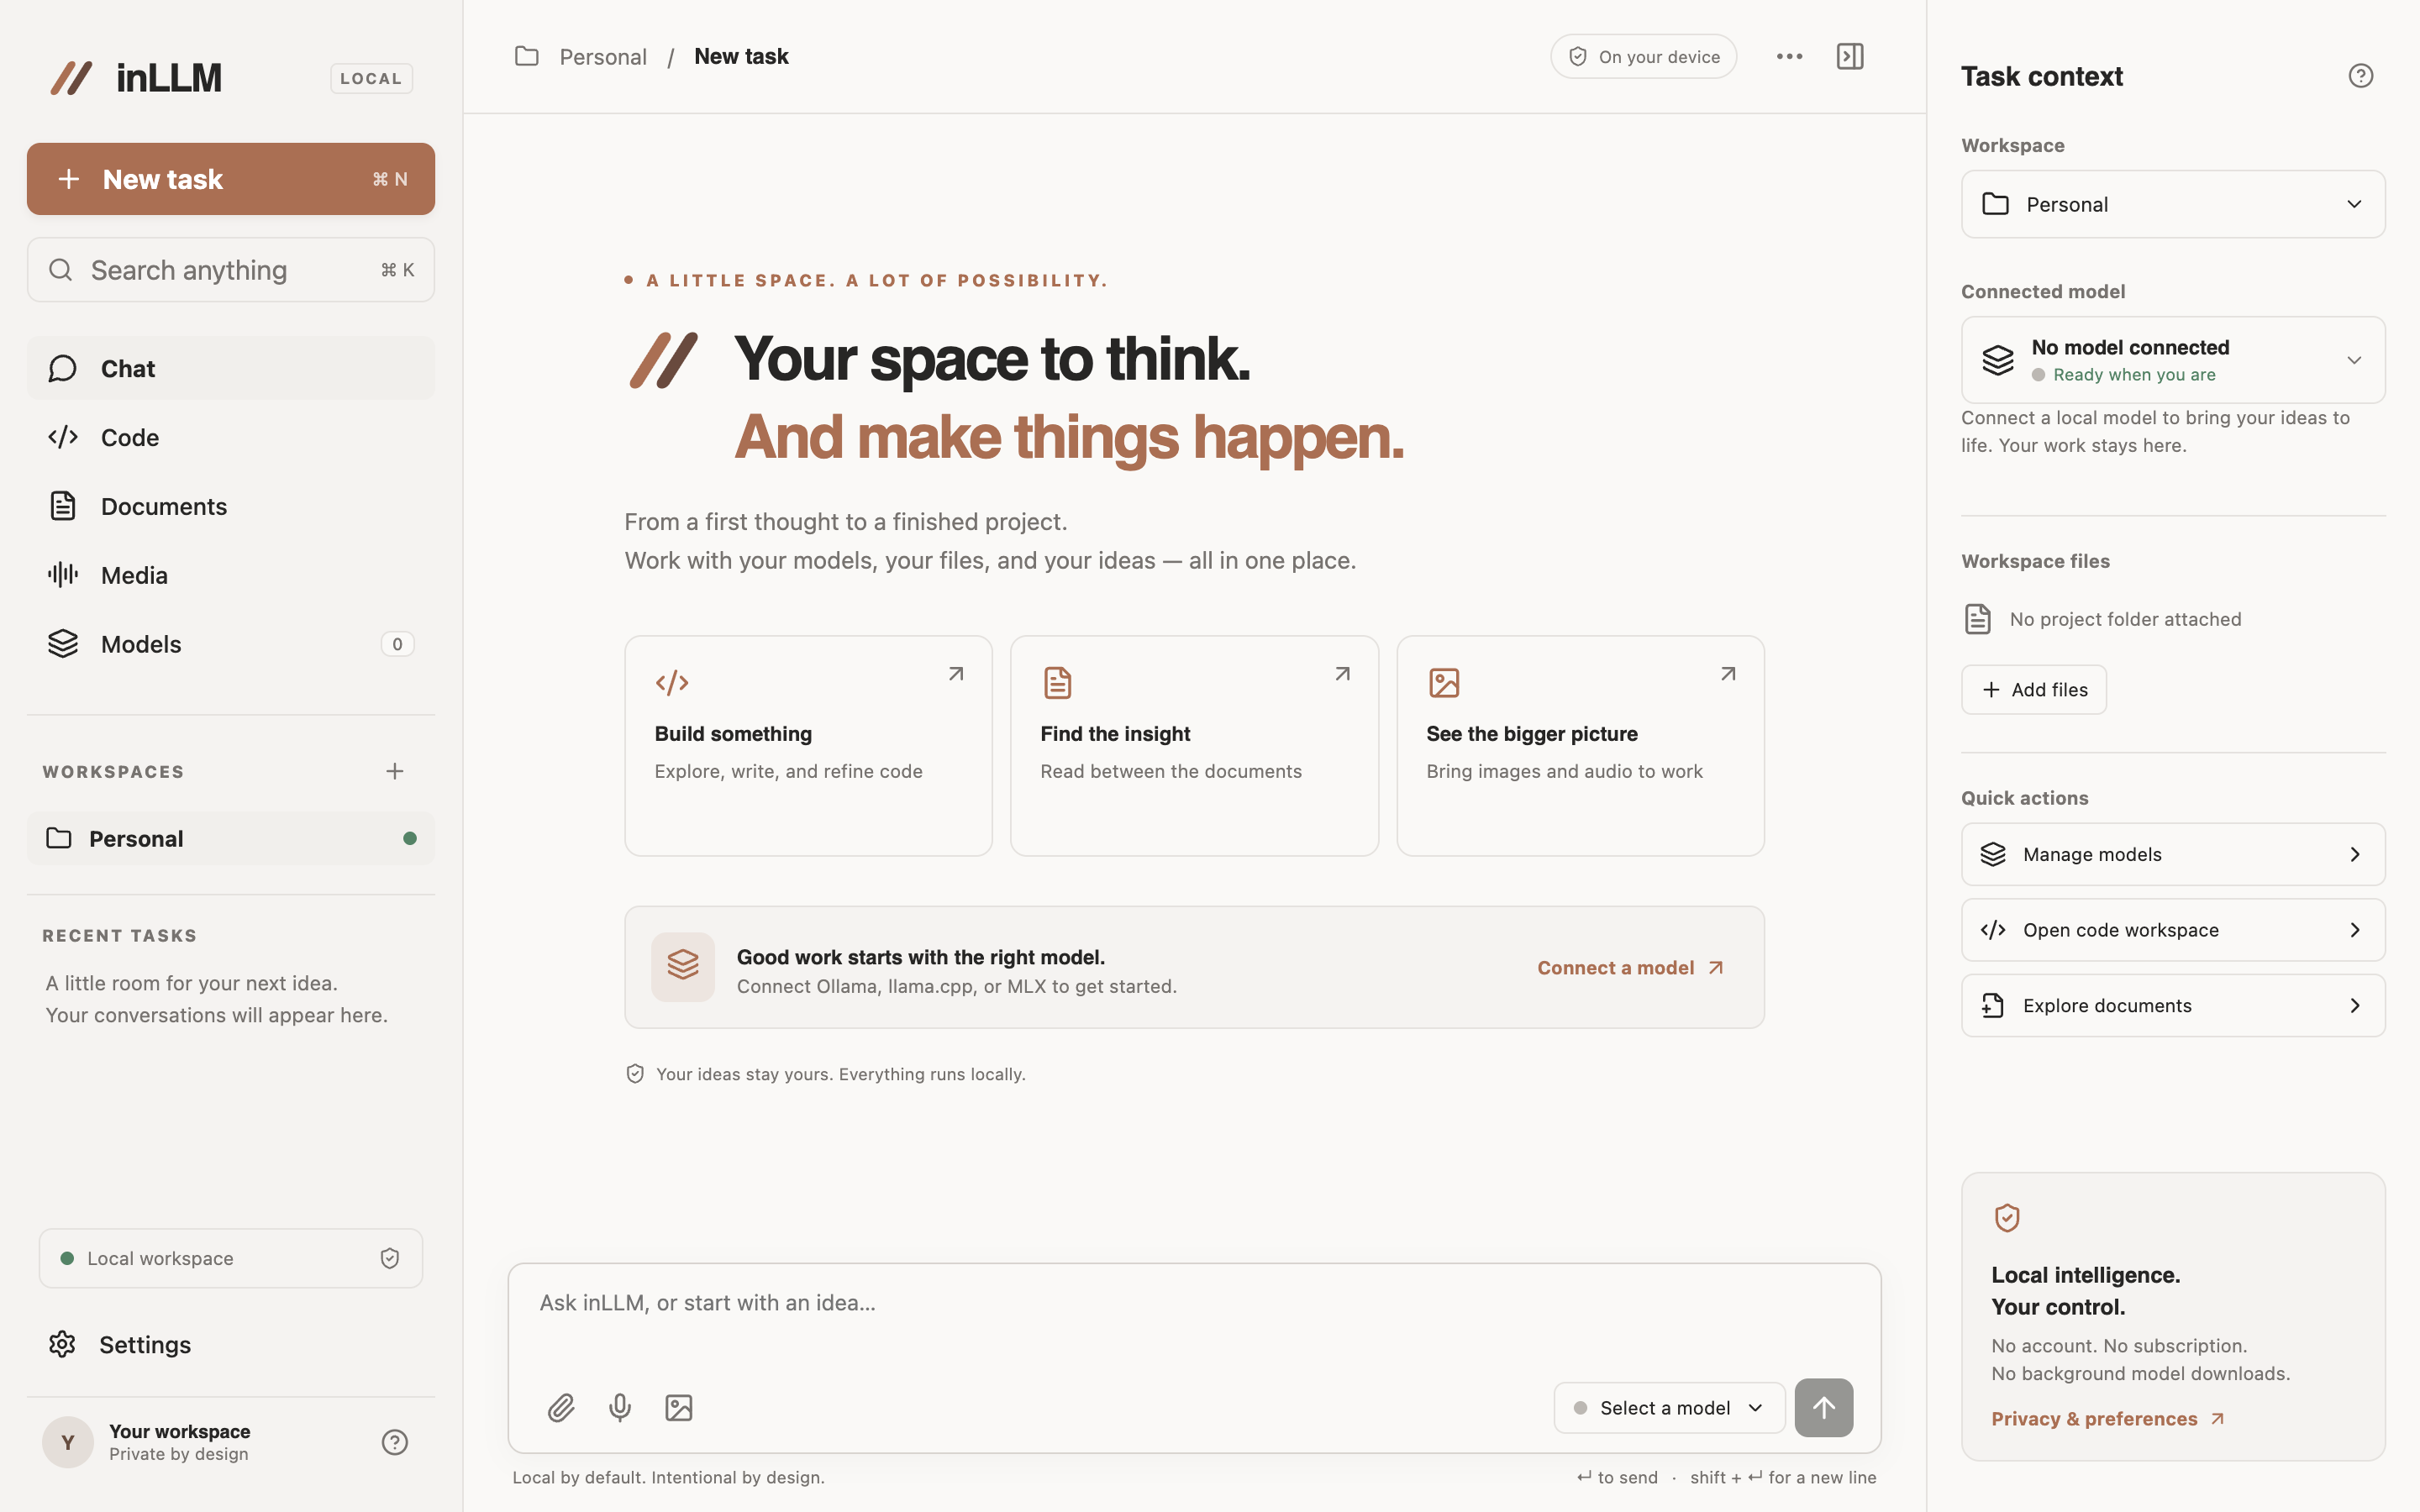 inLLM
LOCAL
New task
⌘ N
Search anything
⌘ K
Chat
Code
Documents
Media
Models
0
WORKSPACES
Personal
RECENT TASKS
A little room for your next idea.
Your conversations will appear here.
Local workspace
Settings
Y
Your workspace
Private by design
Personal / New task
On your device
A LITTLE SPACE. A LOT OF POSSIBILITY.
Your space to think.
And make things happen.
From a first thought to a finished project.
Work with your models, your files, and your ideas — all in one place.
Build something
Explore, write, and refine code
Find the insight
Read between the documents
See the bigger picture
Bring images and audio to work
Good work starts with the right model.
Connect Ollama, llama.cpp, or MLX to get started.
Connect a model
Your ideas stay yours. Everything runs locally.
Ask inLLM, or start with an idea...
Select a model
Local by default. Intentional by design.
↵ to send · shift + ↵ for a new line
Task context
Workspace
Personal
Connected model
No model connected
Ready when you are
Connect a local model to bring your ideas to
life. Your work stays here.
Workspace files
No project folder attached
Add files
Quick actions
Manage models
Open code workspace
Explore documents
Local intelligence.
Your control.
No account. No subscription.
No background model downloads.
Privacy & preferences